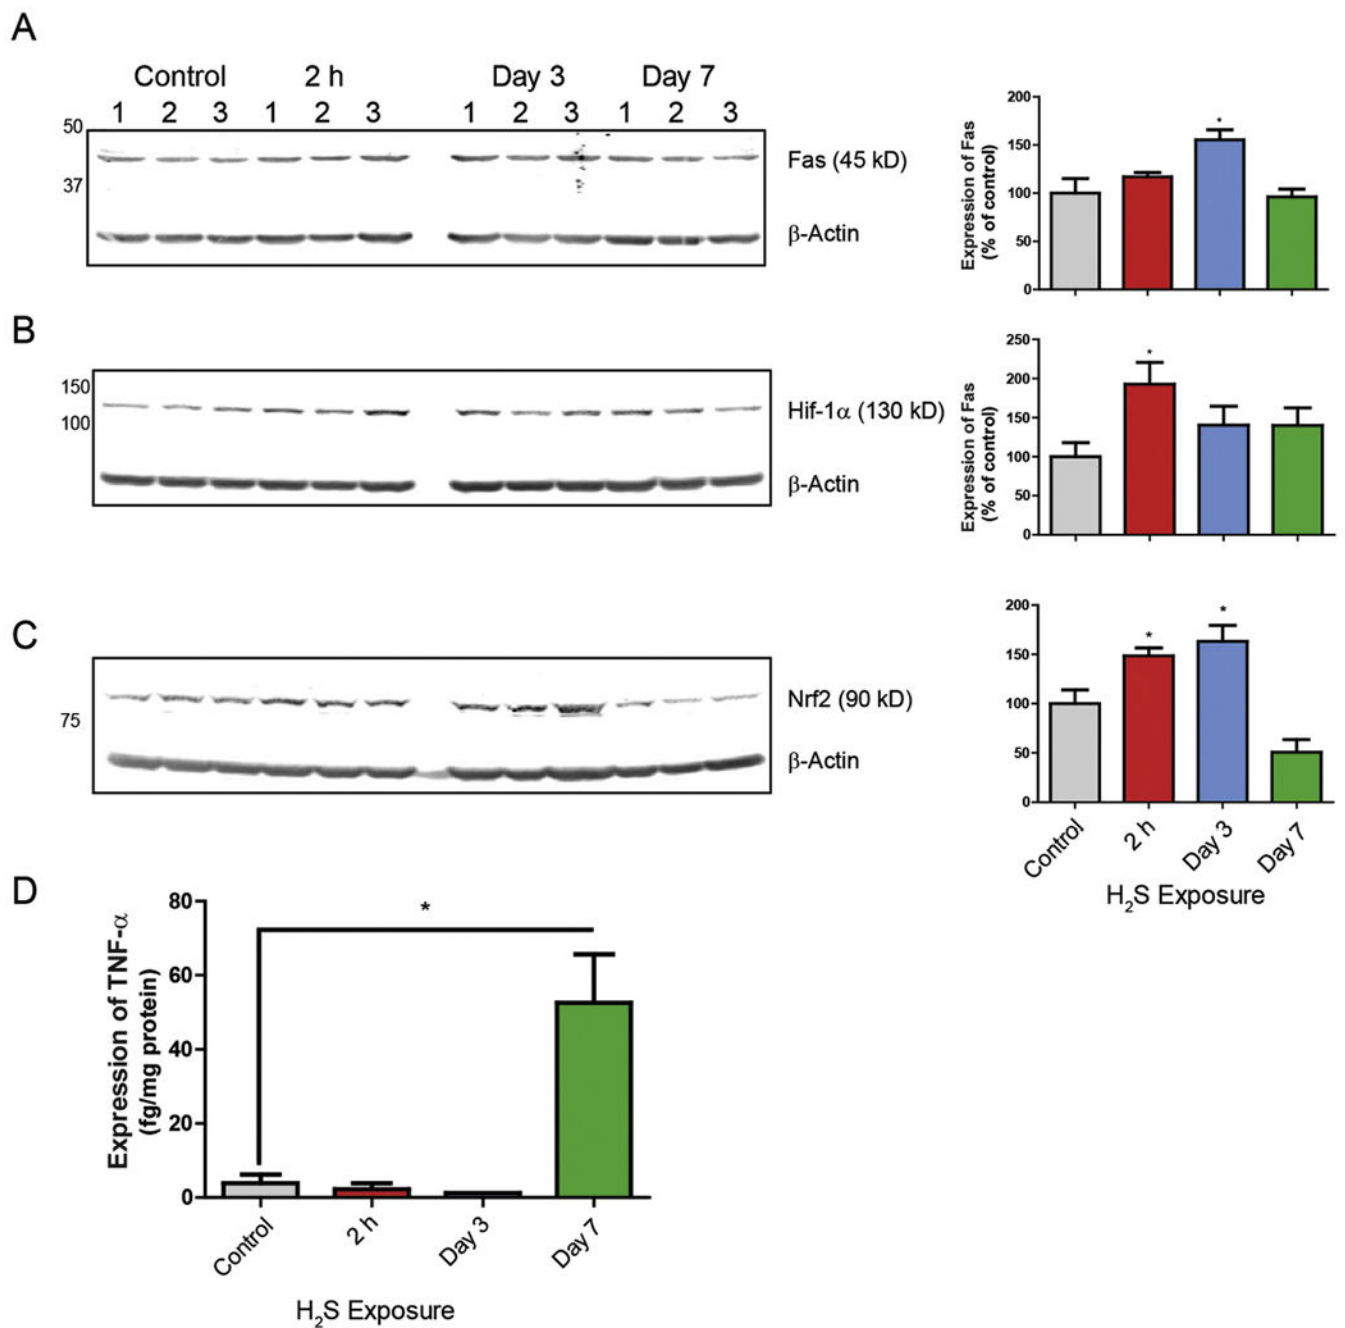 A
Control 2 h Day 3 Day 7
1 2 3 1 2 3 1 2 3 1 2 3
50
37
Fas (45 kD)
β-Actin
200
150
100
50
0
Expression of Fas
(% of control)
*
B
150
100
Hif-1α (130 kD)
β-Actin
250
200
150
100
50
0
Expression of Fas
(% of control)
*
C
75
Nrf2 (90 kD)
β-Actin
200
150
100
50
0
* *
Control 2 h Day 3 Day 7
H₂S Exposure
D
80
60
40
20
0
Expression of TNF-α
(fg/mg protein)
*
Control 2 h Day 3 Day 7
H₂S Exposure